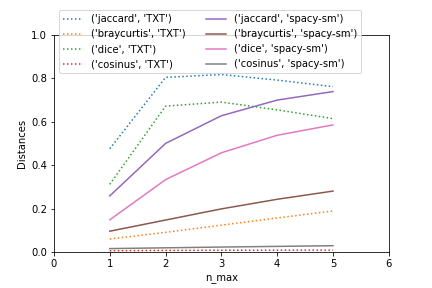 ('jaccard', 'TXT')
('braycurtis', 'TXT')
('dice', 'TXT')
('cosinus', 'TXT')
('jaccard', 'spacy-sm')
('braycurtis', 'spacy-sm')
('dice', 'spacy-sm')
('cosinus', 'spacy-sm')
1.0
0.8
0.6
0.4
0.2
0.0
Distances
0 1 2 3 4 5 6
n_max